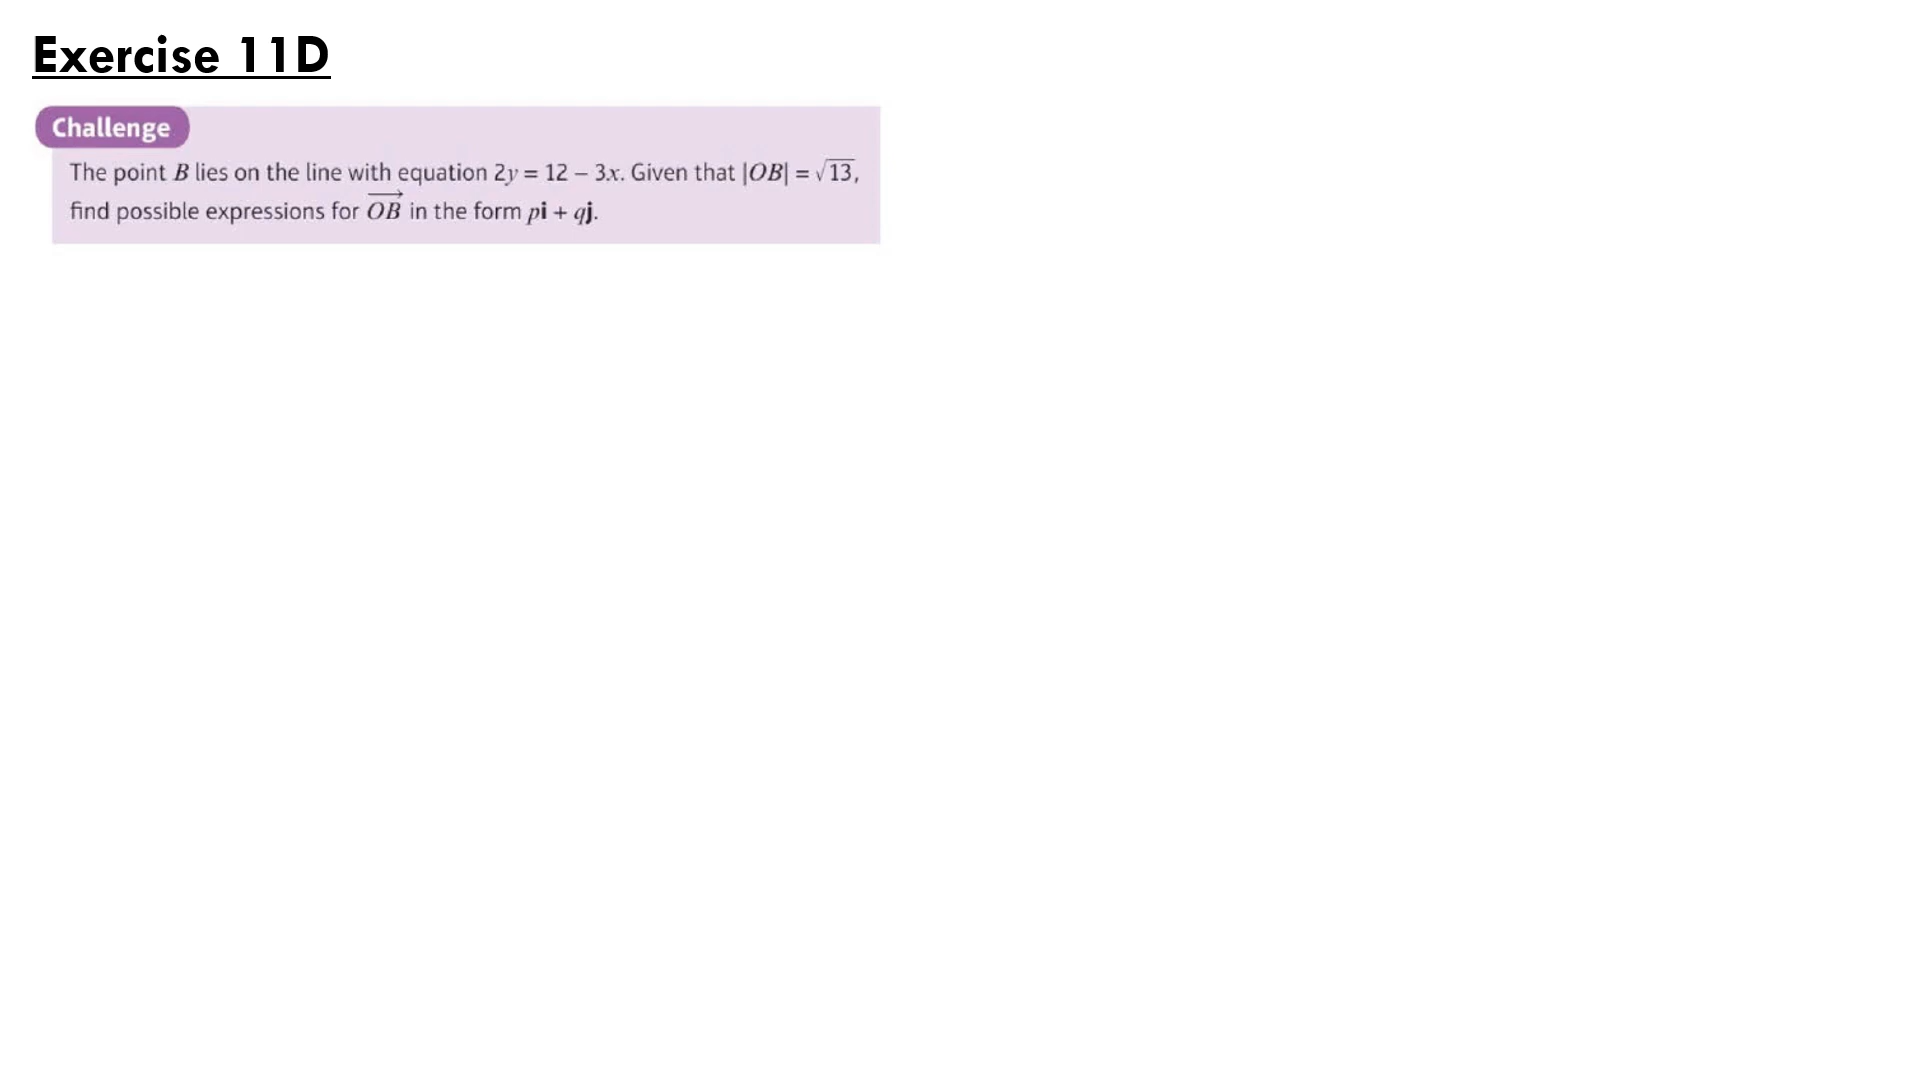 Exercise 11D
Challenge
The point B lies on the line with equation 2y = 12 – 3x. Given that |OB| = √13,
find possible expressions for \overrightarrow{OB} in the form pi + qj.